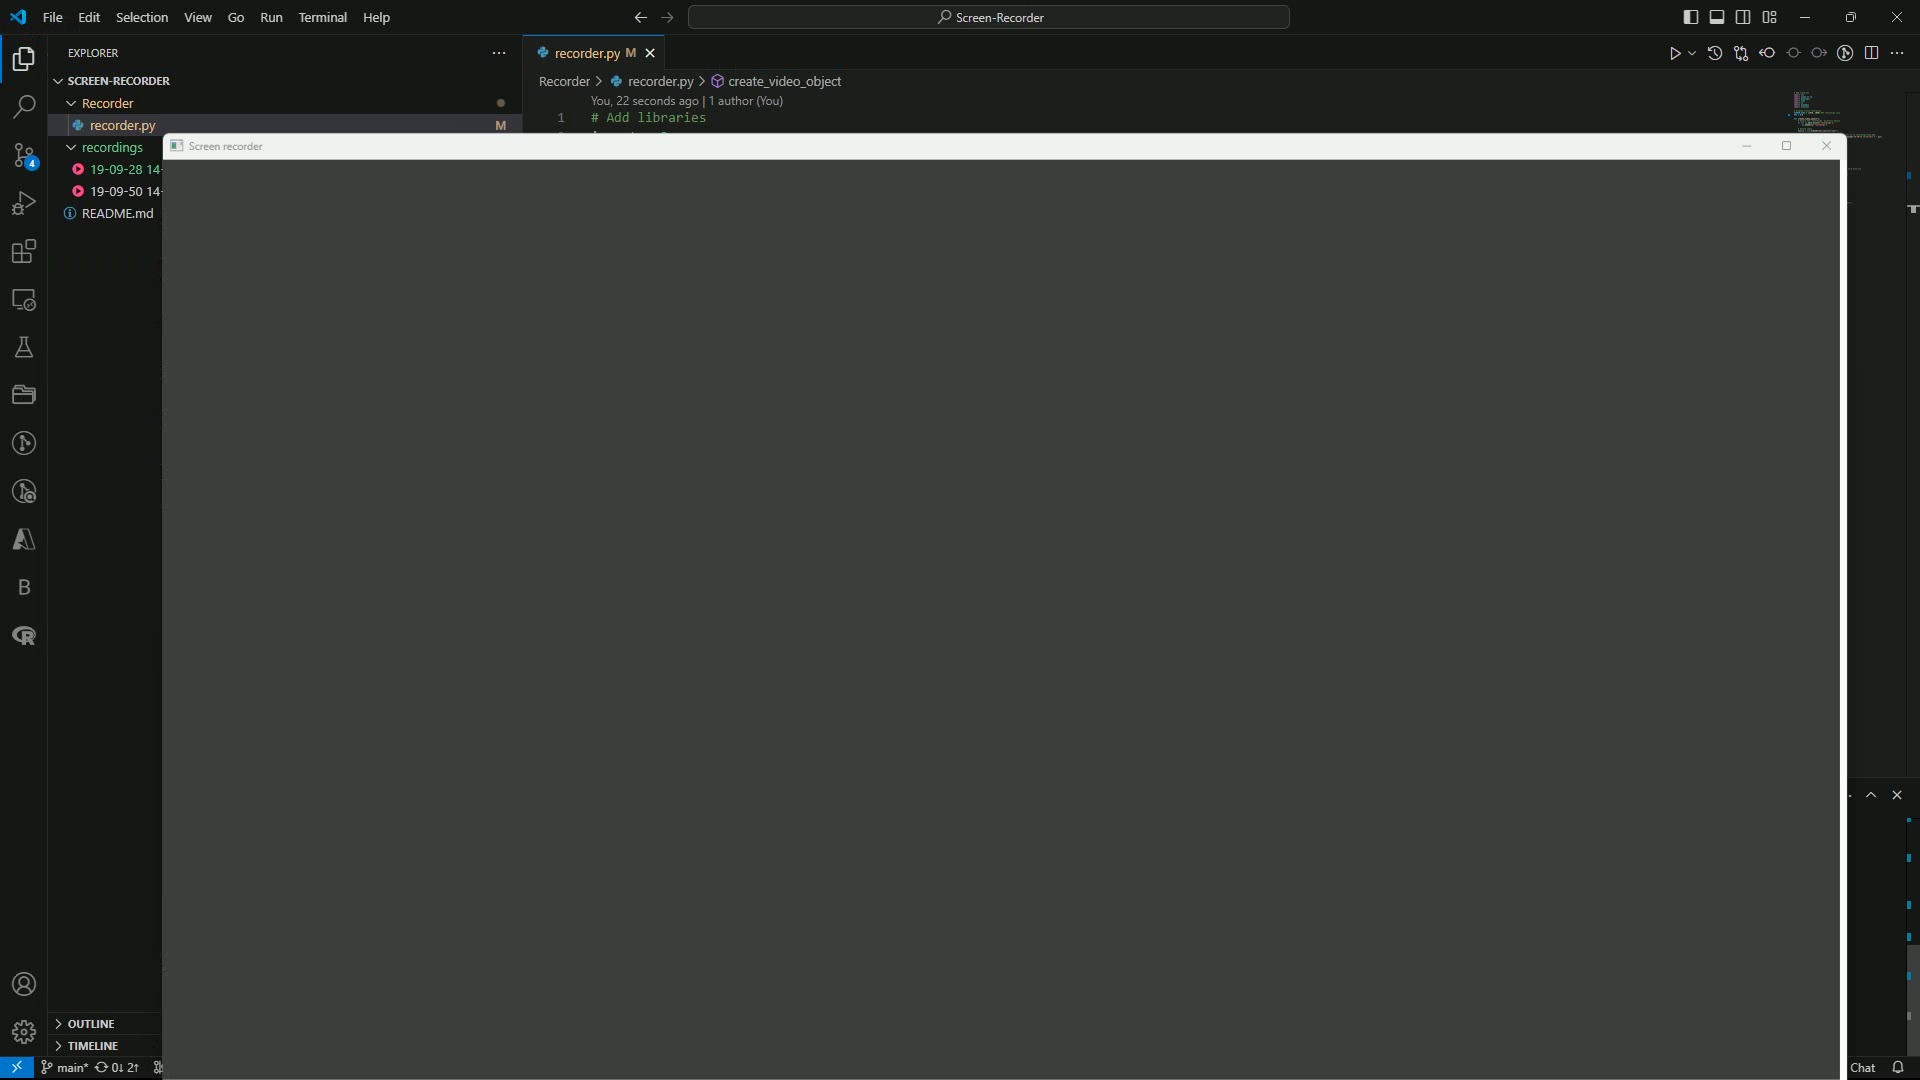 File Edit Selection View Go Run Terminal Help
Screen-Recorder
EXPLORER
recorder.py M
SCREEN-RECORDER
Recorder > recorder.py > create_video_object
Recorder
You, 22 seconds ago | 1 author (You)
1 # Add libraries
recorder.py M
Screen recorder
recordings
19-09-28 14-
4
19-09-50 14-
README.md
B
OUTLINE
TIMELINE
main* 0↓ 2↑
Chat